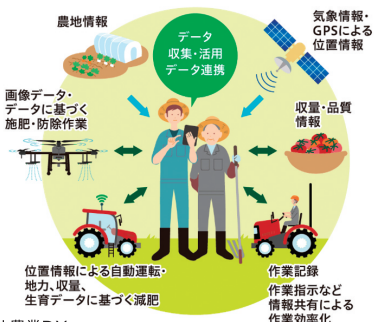 農地情報
データ
収集・活用
データ連携
気象情報・
GPSによる
位置情報
画像データ・
データに基づく
施肥・防除作業
収量・品質
情報
位置情報による自動運転・
地力、収量、
生育データに基づく減肥
作業記録
作業指示など
情報共有による
作業効率化